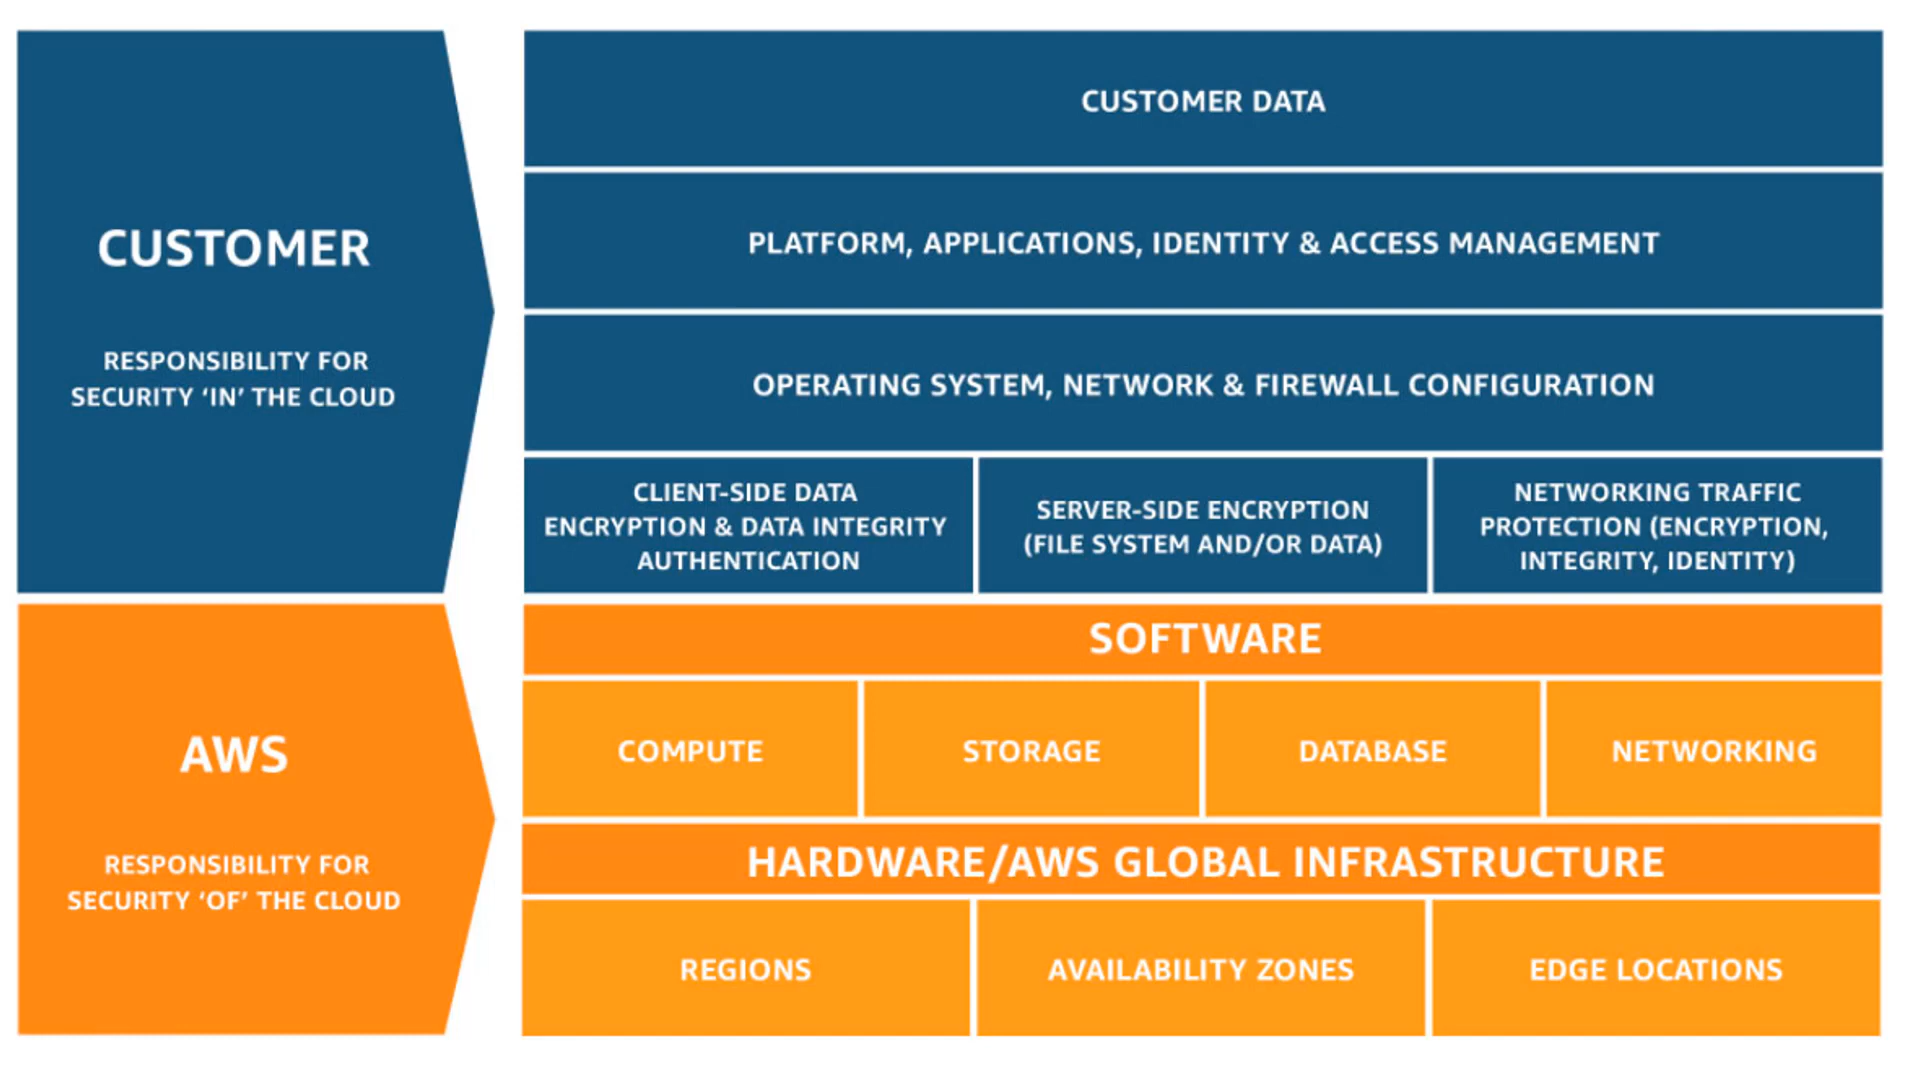 CUSTOMER
RESPONSIBILITY FOR
SECURITY ‘IN’ THE CLOUD
CUSTOMER DATA
PLATFORM, APPLICATIONS, IDENTITY & ACCESS MANAGEMENT
OPERATING SYSTEM, NETWORK & FIREWALL CONFIGURATION
CLIENT-SIDE DATA
ENCRYPTION & DATA INTEGRITY
AUTHENTICATION
SERVER-SIDE ENCRYPTION
(FILE SYSTEM AND/OR DATA)
NETWORKING TRAFFIC
PROTECTION (ENCRYPTION,
INTEGRITY, IDENTITY)
AWS
RESPONSIBILITY FOR
SECURITY ‘OF’ THE CLOUD
SOFTWARE
COMPUTE
STORAGE
DATABASE
NETWORKING
HARDWARE/AWS GLOBAL INFRASTRUCTURE
REGIONS
AVAILABILITY ZONES
EDGE LOCATIONS